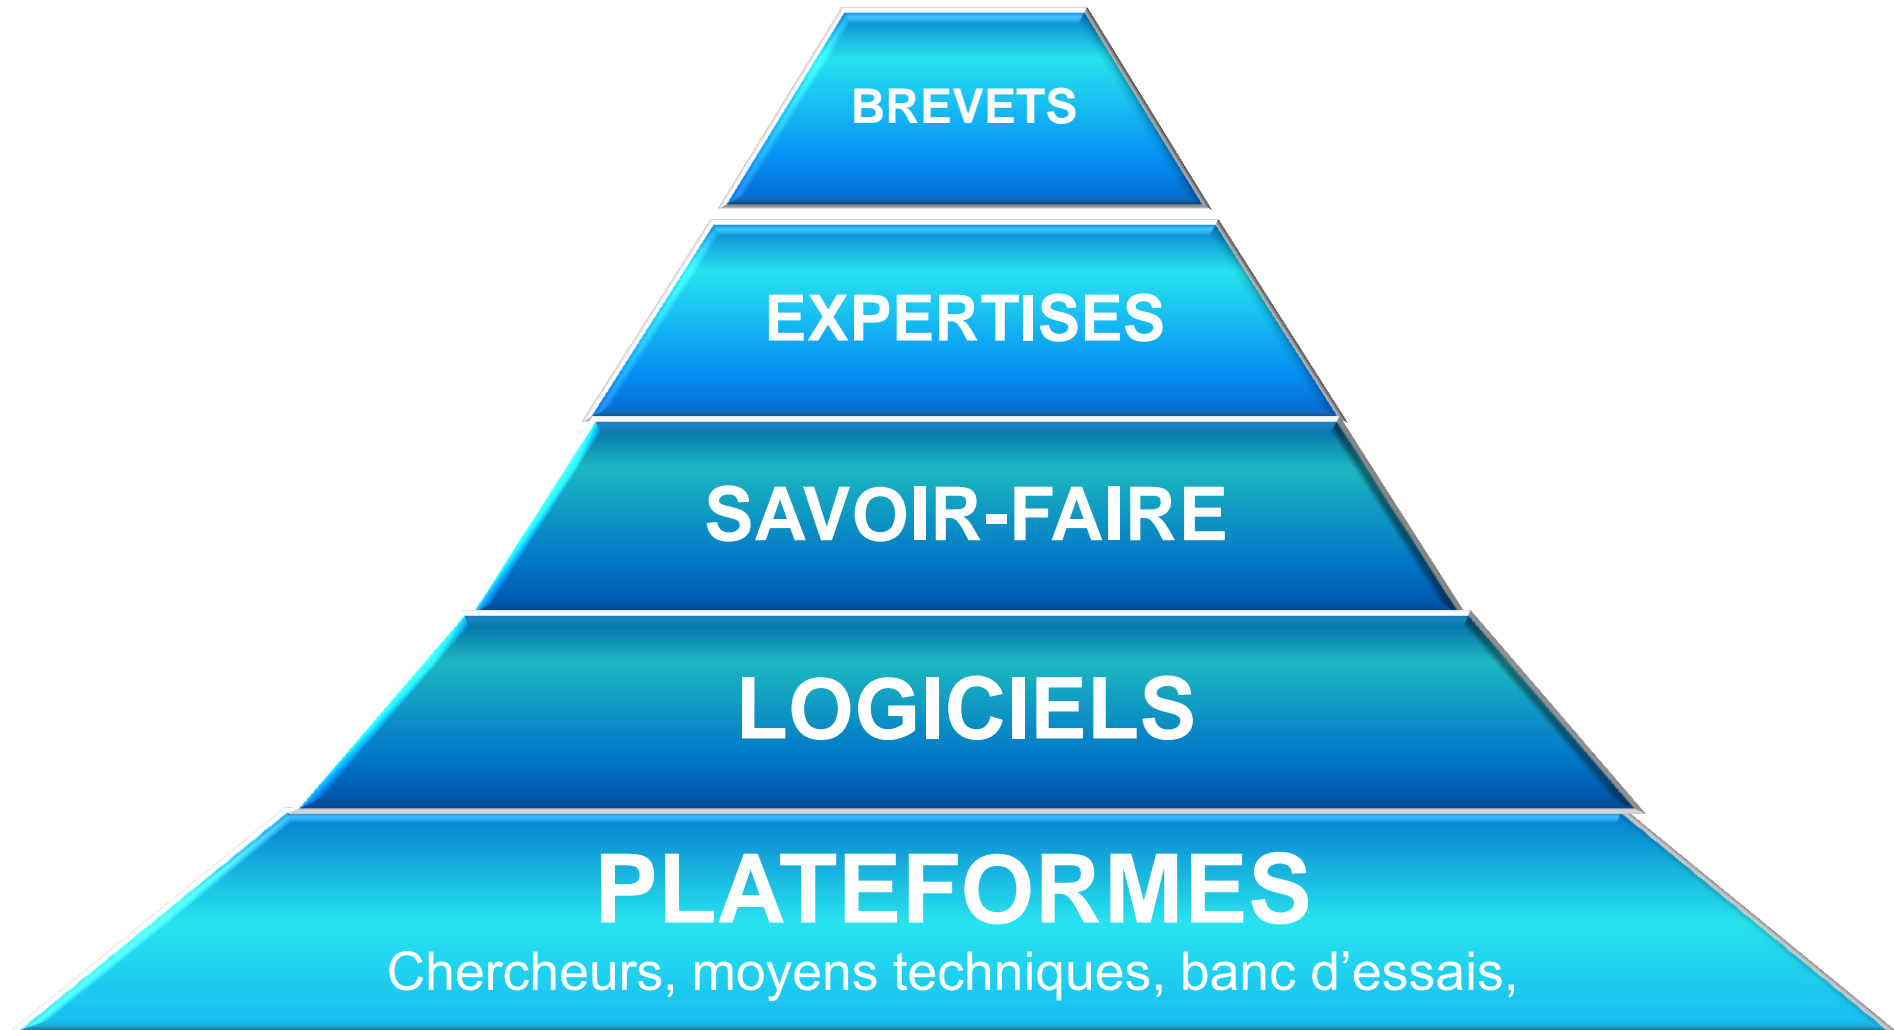 BREVETS
EXPERTISES
SAVOIR-FAIRE
LOGICIELS
PLATEFORMES
Chercheurs, moyens techniques, banc d’essais,